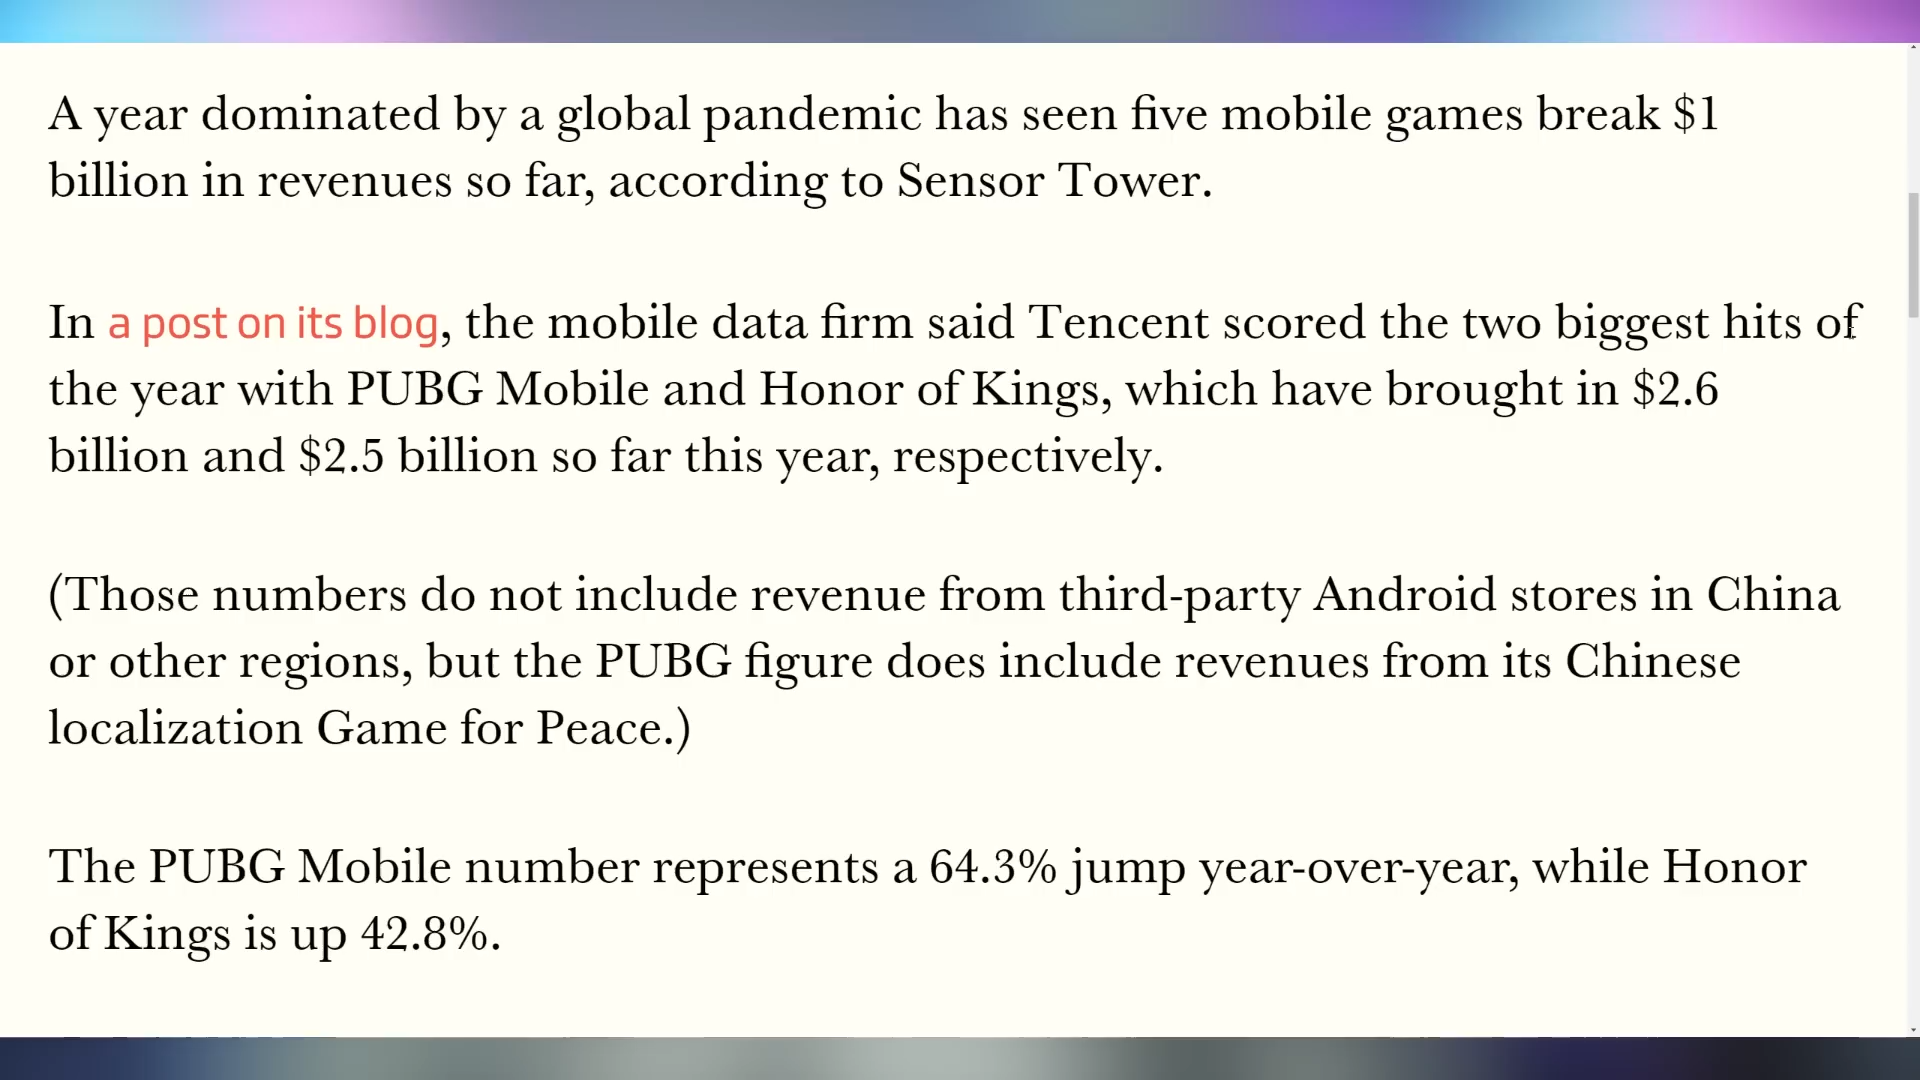 A year dominated by a global pandemic has seen five mobile games break $1
billion in revenues so far, according to Sensor Tower.
In a post on its blog, the mobile data firm said Tencent scored the two biggest hits of
the year with PUBG Mobile and Honor of Kings, which have brought in $2.6
billion and $2.5 billion so far this year, respectively.
(Those numbers do not include revenue from third-party Android stores in China
or other regions, but the PUBG figure does include revenues from its Chinese
localization Game for Peace.)
The PUBG Mobile number represents a 64.3% jump year-over-year, while Honor
of Kings is up 42.8%.